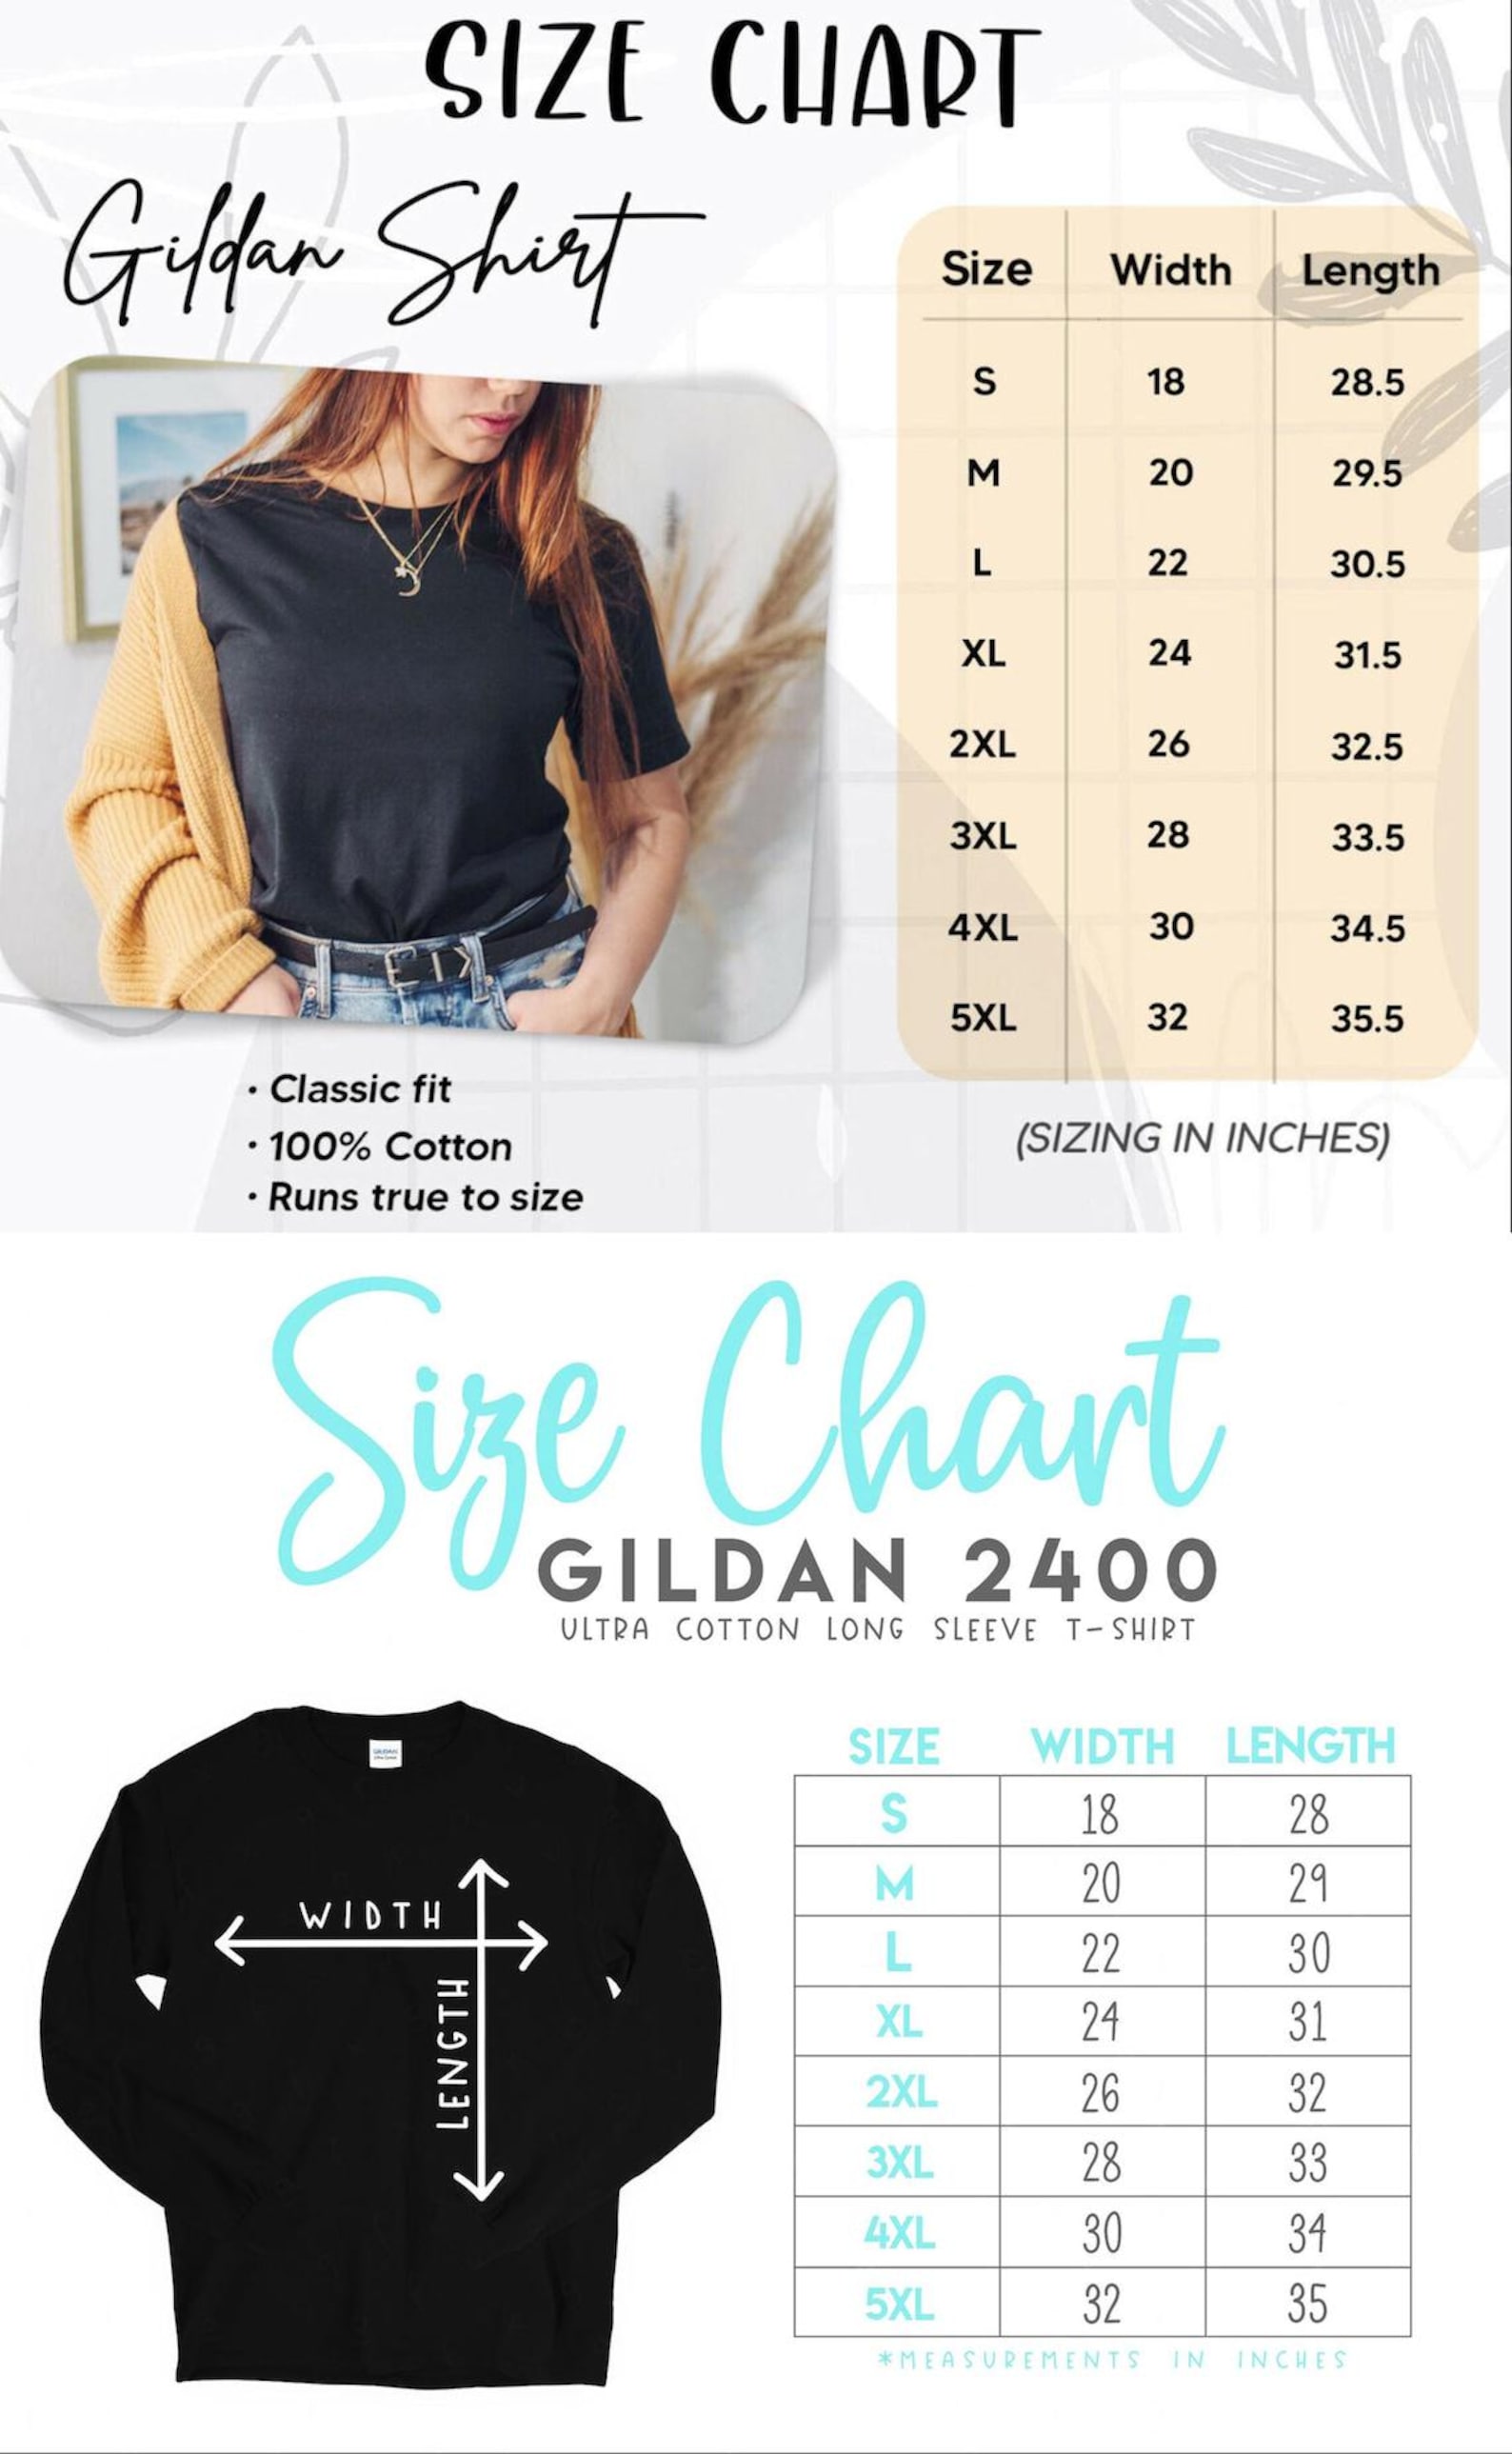 SIZE CHART
Gildan Shirt
Size Width Length
S 18 28.5
M 20 29.5
L 22 30.5
XL 24 31.5
2XL 26 32.5
3XL 28 33.5
4XL 30 34.5
5XL 32 35.5
• Classic fit
• 100% Cotton
• Runs true to size
(SIZING IN INCHES)
Size Chart
GILDAN 2400
ULTRA COTTON LONG SLEEVE T-SHIRT
GILDAN
WIDTH
LENGTH
SIZE WIDTH LENGTH
S 18 28
M 20 29
L 22 30
XL 24 31
2XL 26 32
3XL 28 33
4XL 30 34
5XL 32 35
*MEASUREMENTS IN INCHES